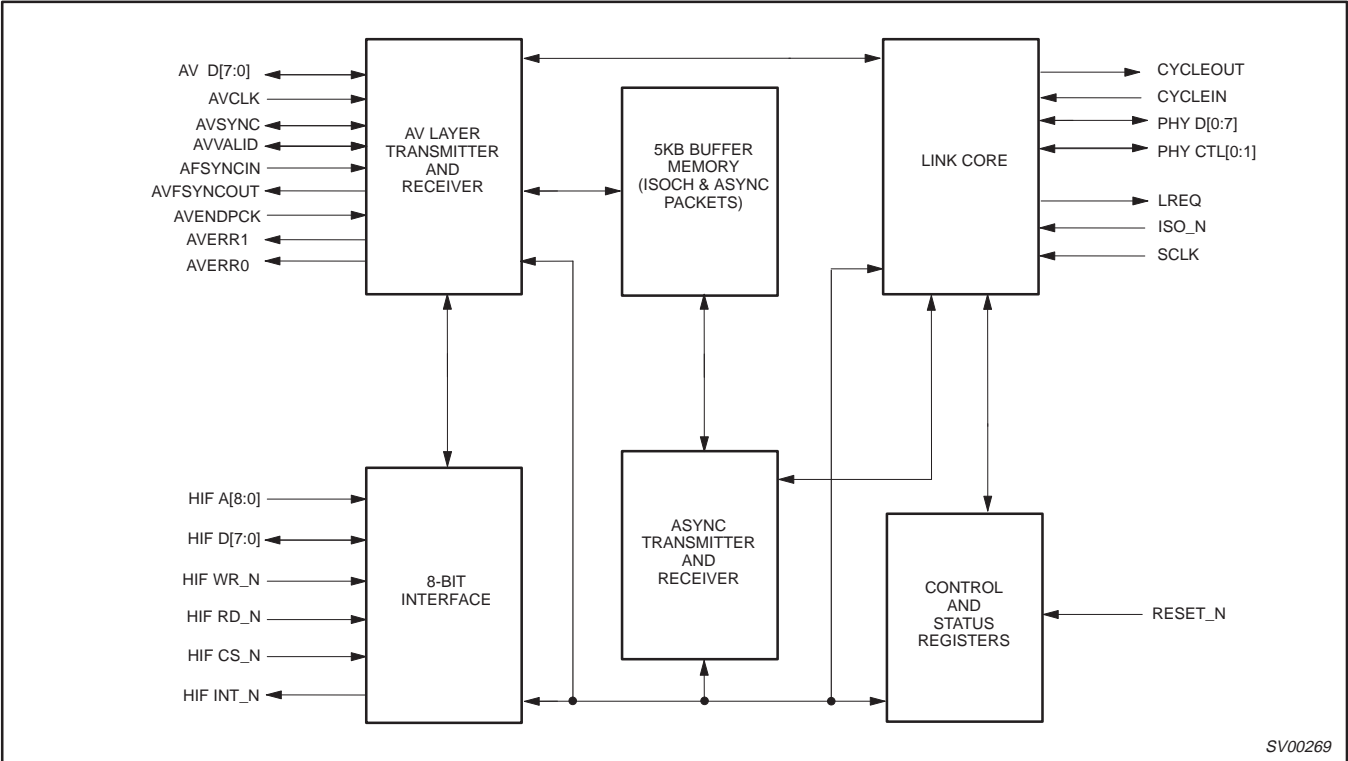 AV D[7:0]
AVCLK
AVSYNC
AVVALID
AFSYNCIN
AVFSYNCOUT
AVENDPCK
AVERR1
AVERR0
AV LAYER
TRANSMITTER
AND
RECEIVER
5KB BUFFER
MEMORY
(ISOCH & ASYNC
PACKETS)
LINK CORE
CYCLEOUT
CYCLEIN
PHY D[0:7]
PHY CTL[0:1]
LREQ
ISO_N
SCLK
HIF A[8:0]
HIF D[7:0]
HIF WR_N
HIF RD_N
HIF CS_N
HIF INT_N
8-BIT
INTERFACE
ASYNC
TRANSMITTER
AND
RECEIVER
CONTROL
AND
STATUS
REGISTERS
RESET_N
SV00269